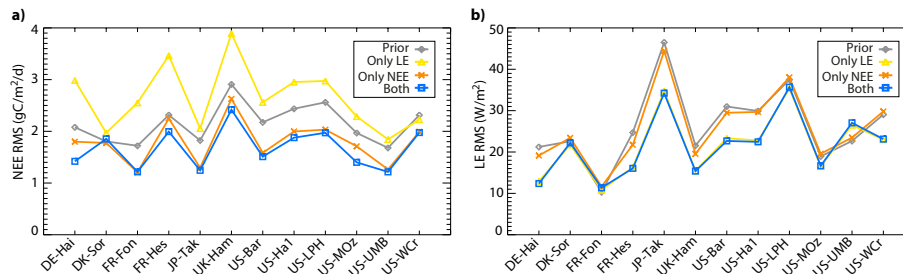 a)
NEE RMS (gC/m²/d)
4
3
2
1
0
Prior
Only LE
Only NEE
Both
DE-Hai
DK-Sor
FR-Fon
FR-Hes
JP-Tak
UK-Ham
US-Bar
US-Ha1
US-LPH
US-MOz
US-UMB
US-WCr
b)
LE RMS (W/m²)
50
40
30
20
10
0
Prior
Only LE
Only NEE
Both
DE-Hai
DK-Sor
FR-Fon
FR-Hes
JP-Tak
UK-Ham
US-Bar
US-Ha1
US-LPH
US-MOz
US-UMB
US-WCr